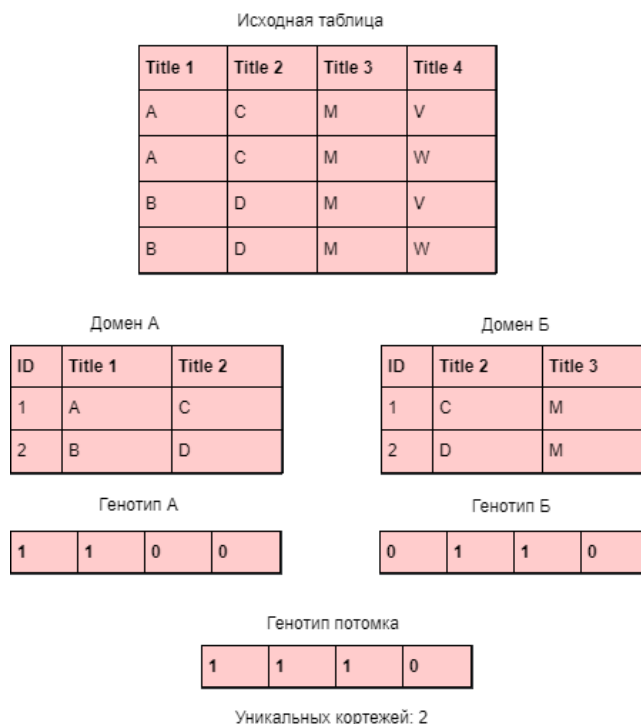 Исходная таблица
Title 1 Title 2 Title 3 Title 4
A C M V
A C M W
B D M V
B D M W
Домен А
ID Title 1 Title 2
1 A C
2 B D
Домен Б
ID Title 2 Title 3
1 C M
2 D M
Генотип А
1 1 0 0
Генотип Б
0 1 1 0
Генотип потомка
1 1 1 0
Уникальных кортежей: 2